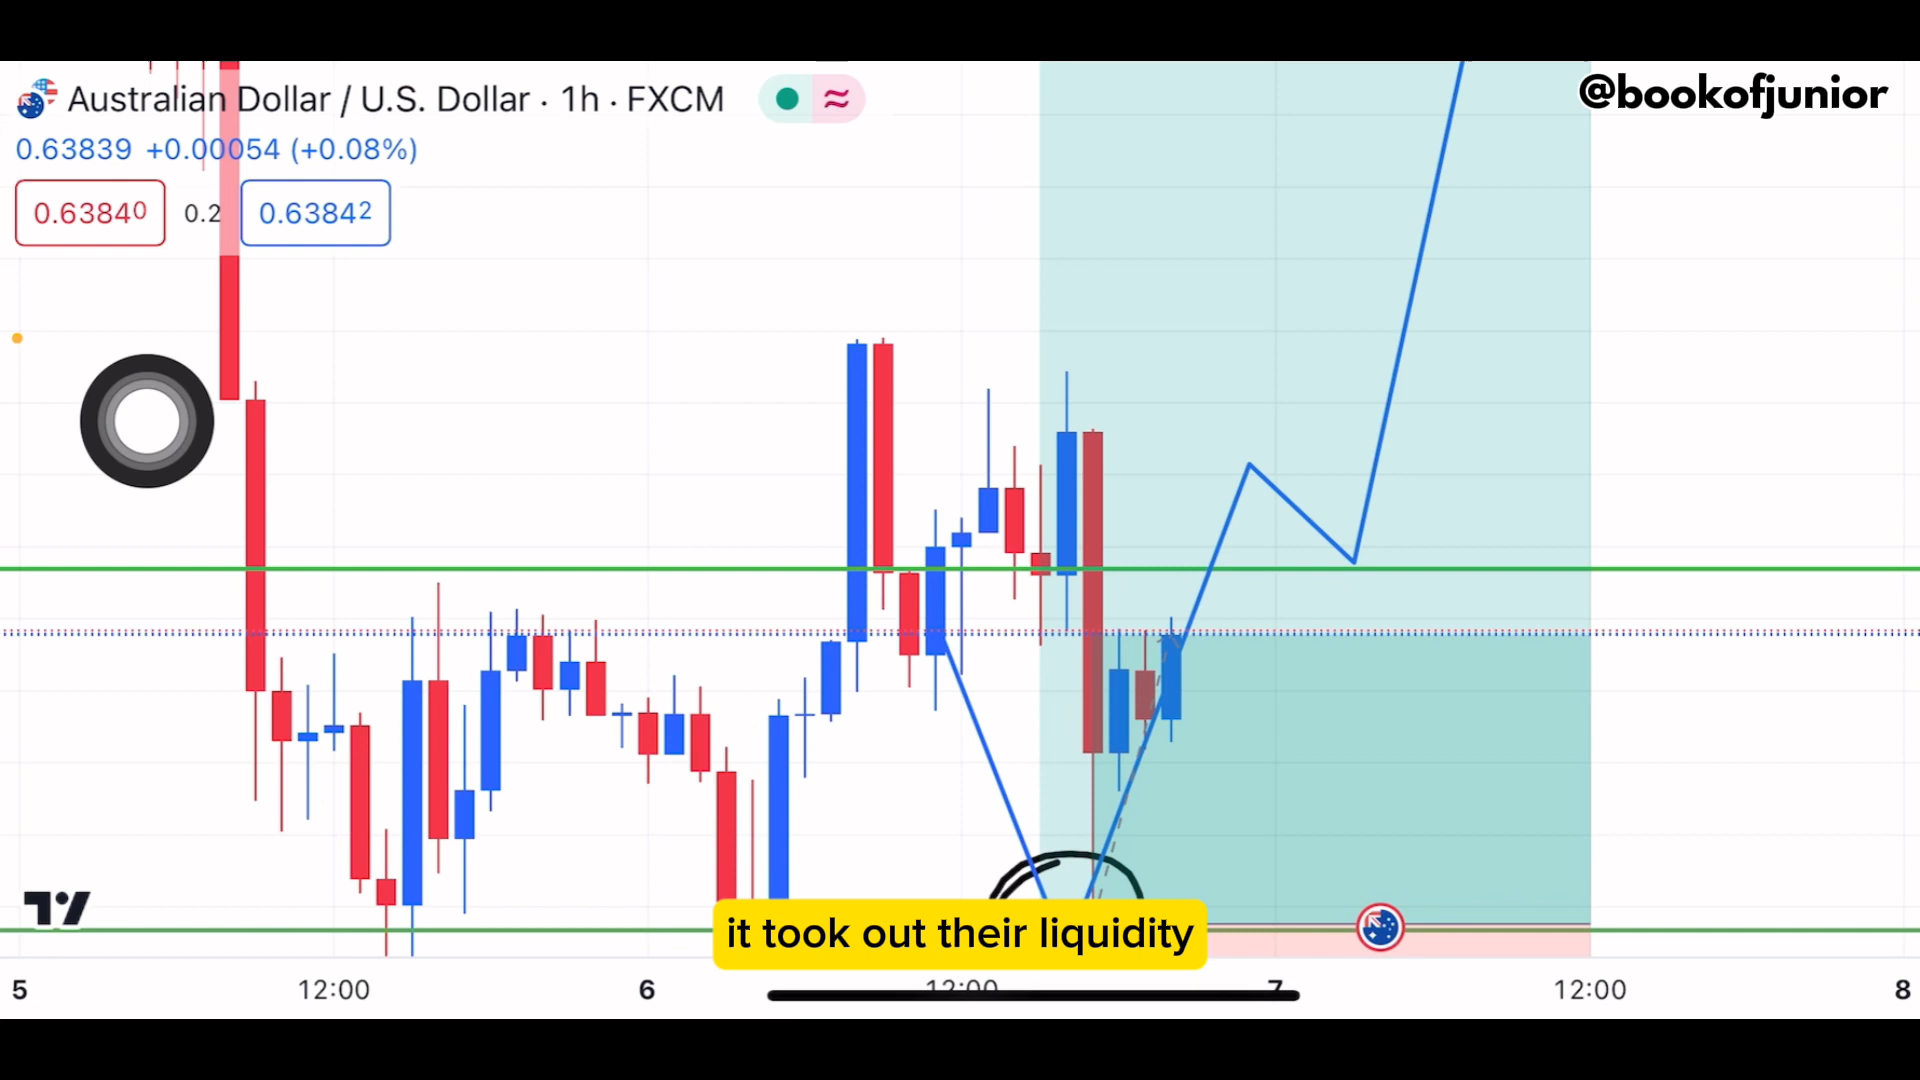 @bookofjunior
Australian Dollar / U.S. Dollar · 1h · FXCM
0.63839 +0.00054 (+0.08%)
0.63840 0.2 0.63842
it took out their liquidity
5 12:00 6 12:00 7 12:00 8